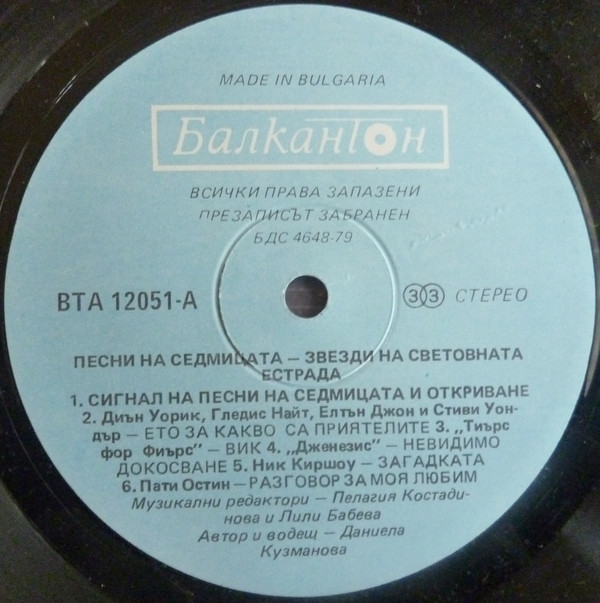 MADE IN BULGARIA
Балкантон
ВСИЧКИ ПРАВА ЗАПАЗЕНИ
ПРЕЗАПИСЪТ ЗАБРАНЕН
БДС 4648-79
ВТА 12051-А
33 СТЕРЕО
ПЕСНИ НА СЕДМИЦАТА – ЗВЕЗДИ НА СВЕТОВНАТА
ЕСТРАДА
1. СИГНАЛ НА ПЕСНИ НА СЕДМИЦАТА И ОТКРИВАНЕ
2. Диън Уорик, Гледис Найт, Елтън Джон и Стиви Уон-
дър – ЕТО ЗА КАКВО СА ПРИЯТЕЛИТЕ 3. „Тиърс
фор Фиърс" – ВИК 4. „Дженезис" – НЕВИДИМО
ДОКОСВАНЕ 5. Ник Киршоу – ЗАГАДКАТА
6. Пати Остин – РАЗГОВОР ЗА МОЯ ЛЮБИМ
Музикални редактори – Пелагия Костади-
нова и Лили Бабева
Автор и водещ – Даниела
Кузманова